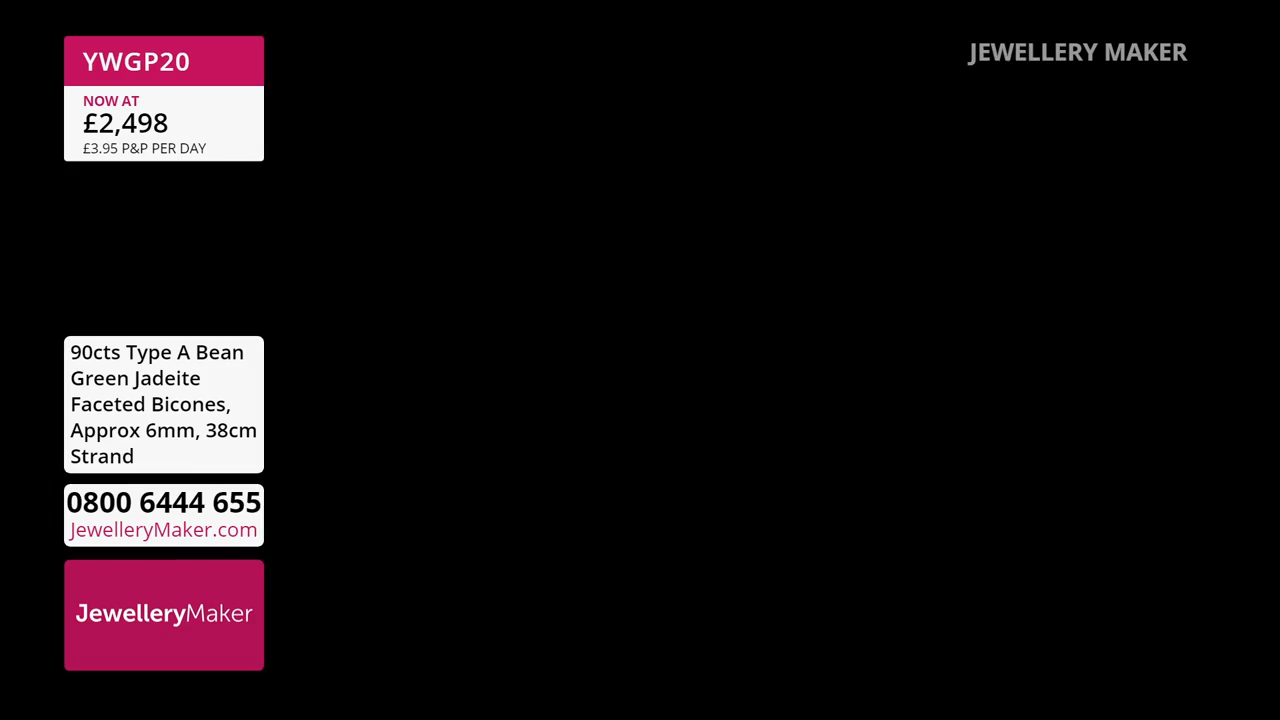 YWGP20
NOW AT
£2,498
£3.95 P&P PER DAY
JEWELLERY MAKER
90cts Type A Bean
Green Jadeite
Faceted Bicones,
Approx 6mm, 38cm
Strand
0800 6444 655
JewelleryMaker.com
JewelleryMaker